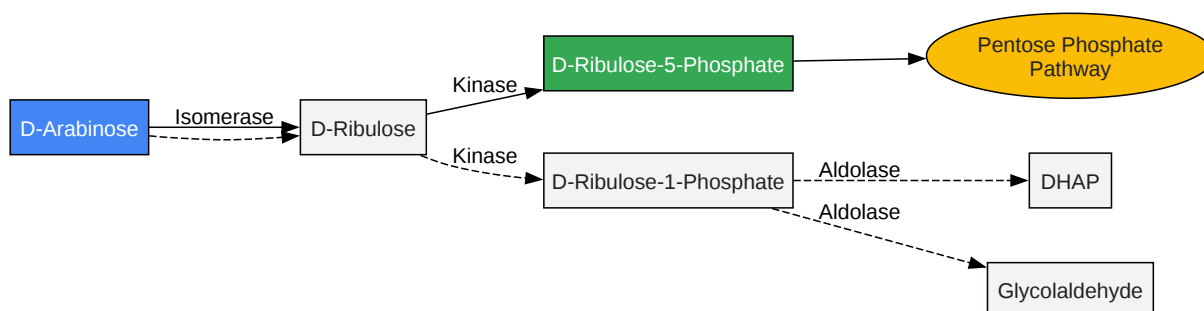 D-Arabinose
Isomerase
D-Ribulose
Kinase
D-Ribulose-5-Phosphate
Pentose Phosphate
Pathway
Kinase
D-Ribulose-1-Phosphate
Aldolase
DHAP
Aldolase
Glycolaldehyde